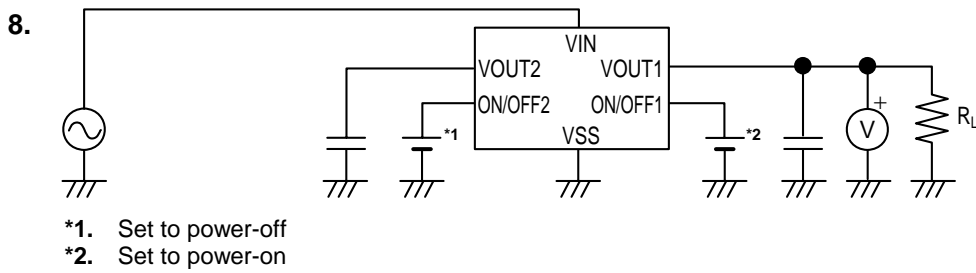 8.
VIN
VOUT2 VOUT1
ON/OFF2 ON/OFF1
*1 *2
VSS
+
V
RL
*1. Set to power-off
*2. Set to power-on